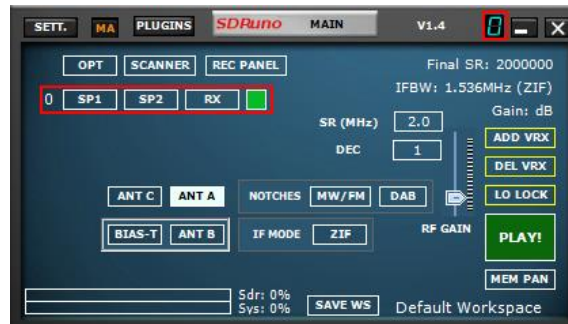 SETT. MA PLUGINS SDRuno MAIN V1.4 0
OPT SCANNER REC PANEL Final SR: 2000000
IFBW: 1.536MHz (ZIF)
0 SP1 SP2 RX Gain: dB
SR (MHz) 2.0 ADD VRX
DEC 1 DEL VRX
ANT C ANT A NOTCHES MW/FM DAB LO LOCK
BIAS-T ANT B IF MODE ZIF RF GAIN PLAY!
MEM PAN
Sdr: 0%
Sys: 0% SAVE WS Default Workspace